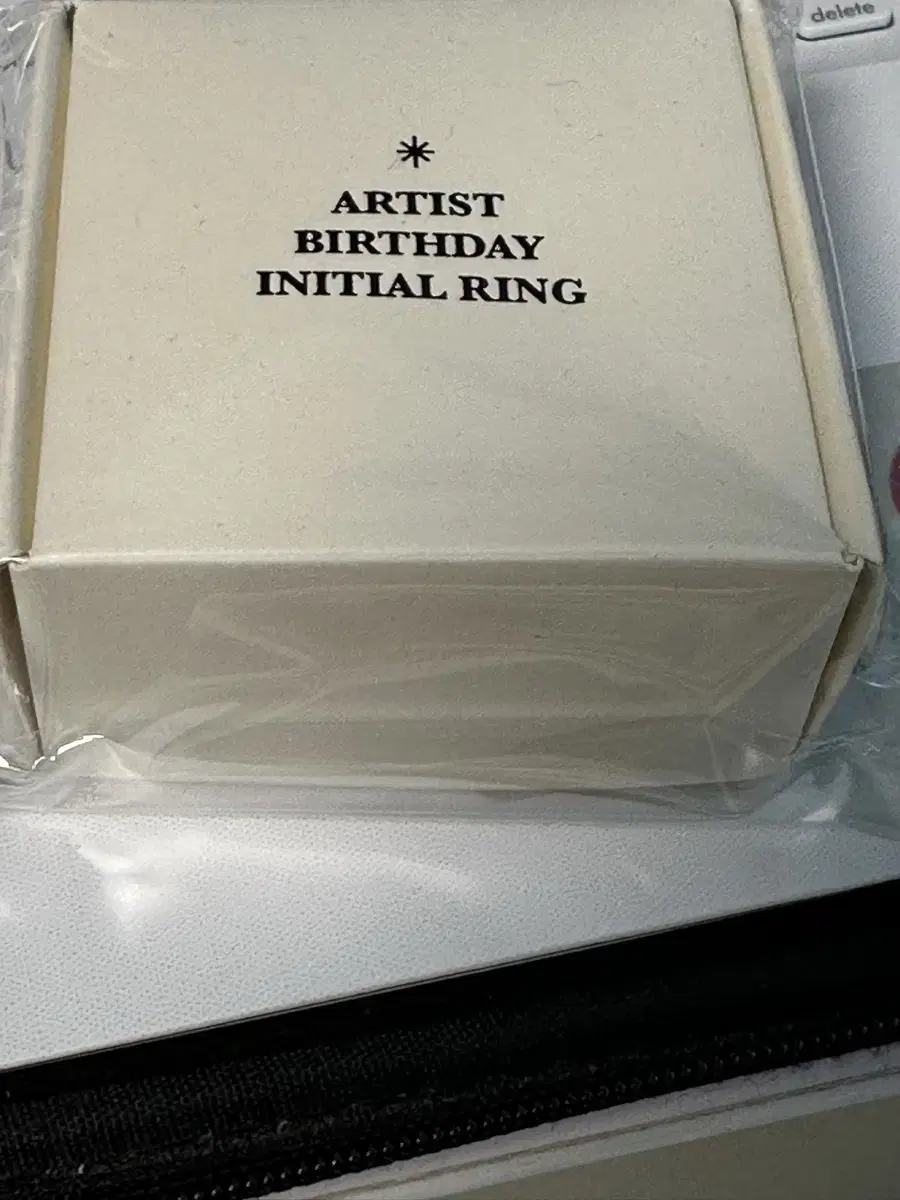 delete
ARTIST
BIRTHDAY
INITIAL RING